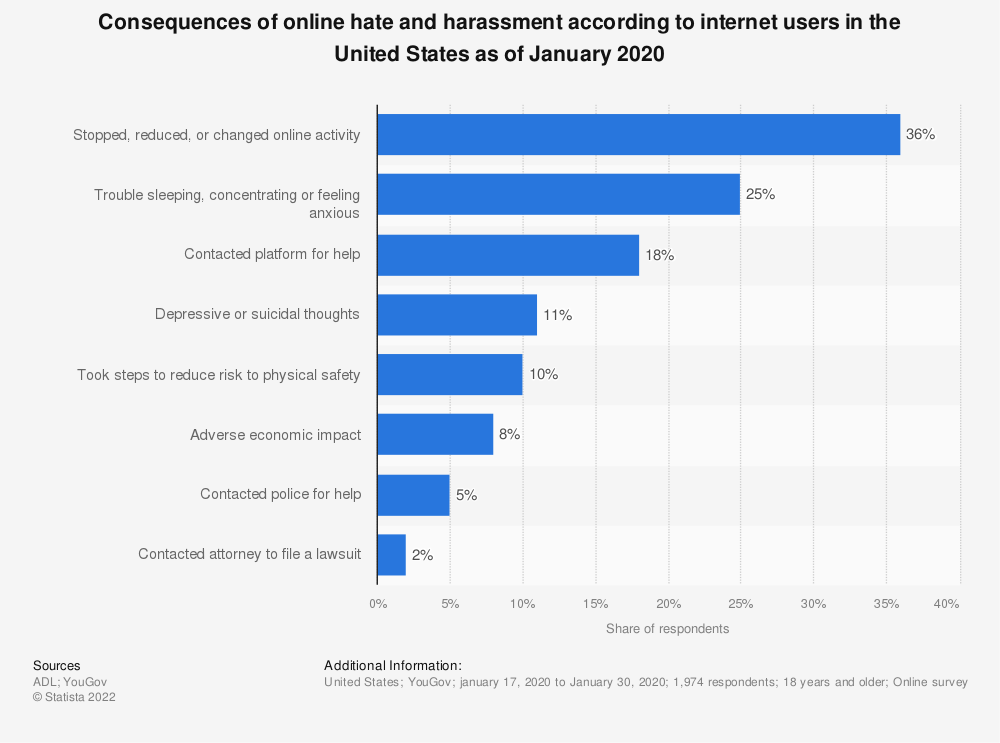 Consequences of online hate and harassment according to internet users in the
United States as of January 2020
Stopped, reduced, or changed online activity
36%
Trouble sleeping, concentrating or feeling
anxious
25%
Contacted platform for help
18%
Depressive or suicidal thoughts
11%
Took steps to reduce risk to physical safety
10%
Adverse economic impact
8%
Contacted police for help
5%
Contacted attorney to file a lawsuit
2%
0% 5% 10% 15% 20% 25% 30% 35% 40%
Share of respondents
Sources
ADL; YouGov
© Statista 2022
Additional Information:
United States; YouGov; january 17, 2020 to January 30, 2020; 1,974 respondents; 18 years and older; Online survey